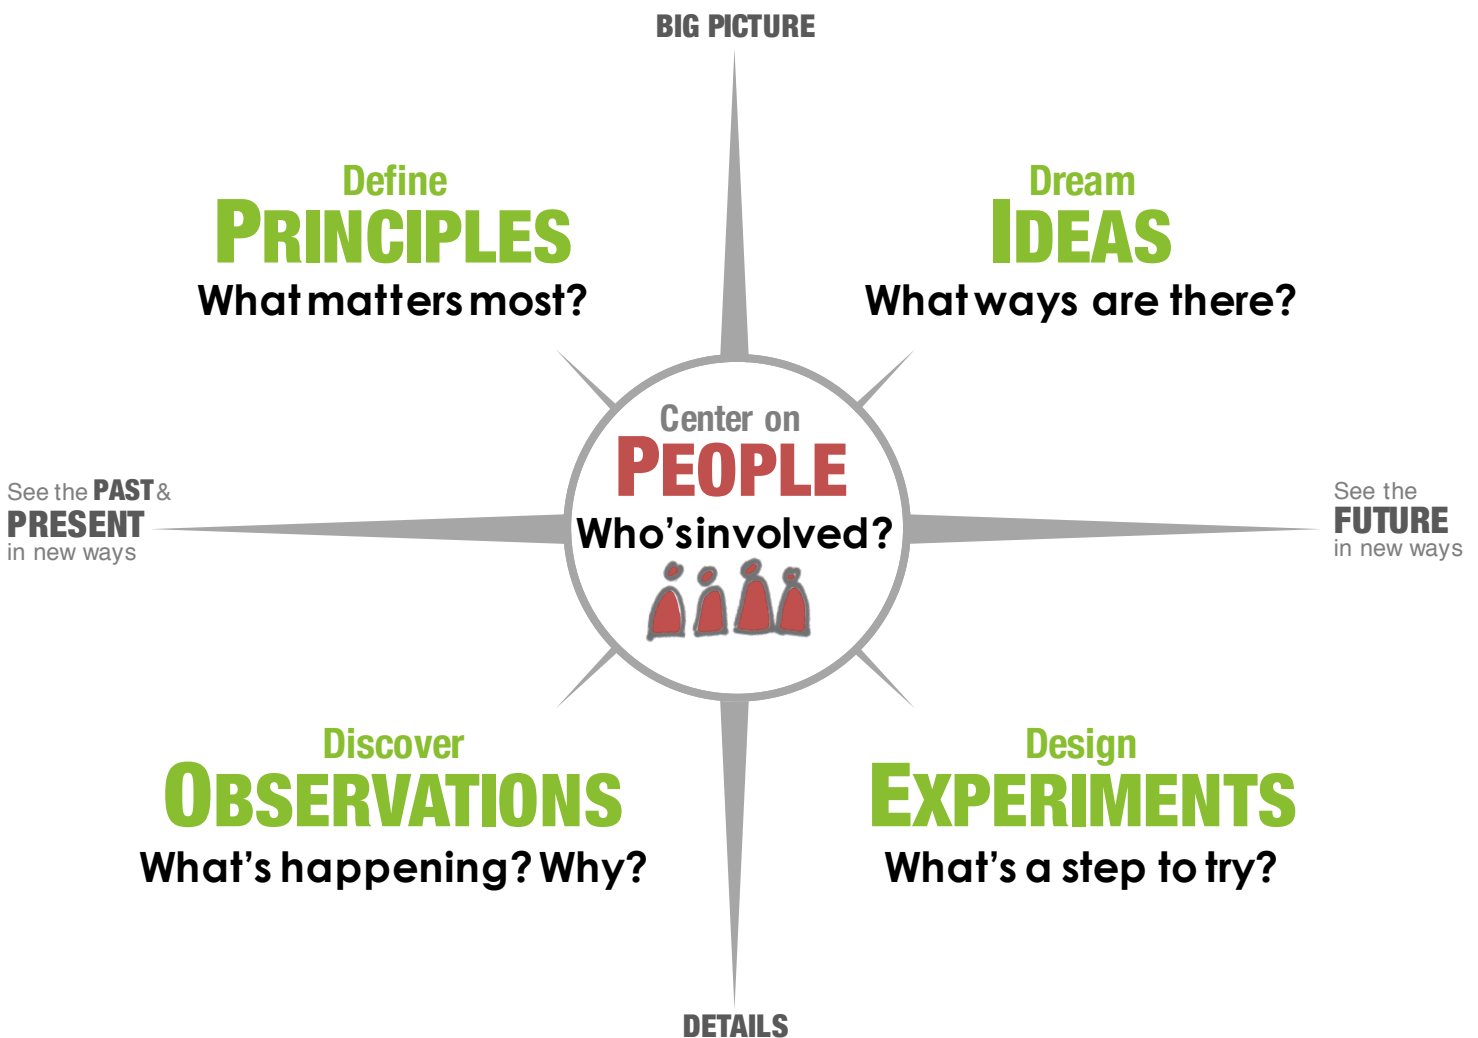 BIG PICTURE
Define
PRINCIPLES
What matters most?
Dream
IDEAS
What ways are there?
Center on
PEOPLE
Who's involved?
See the PAST &
PRESENT
in new ways
See the
FUTURE
in new ways
Discover
OBSERVATIONS
What's happening? Why?
Design
EXPERIMENTS
What's a step to try?
DETAILS